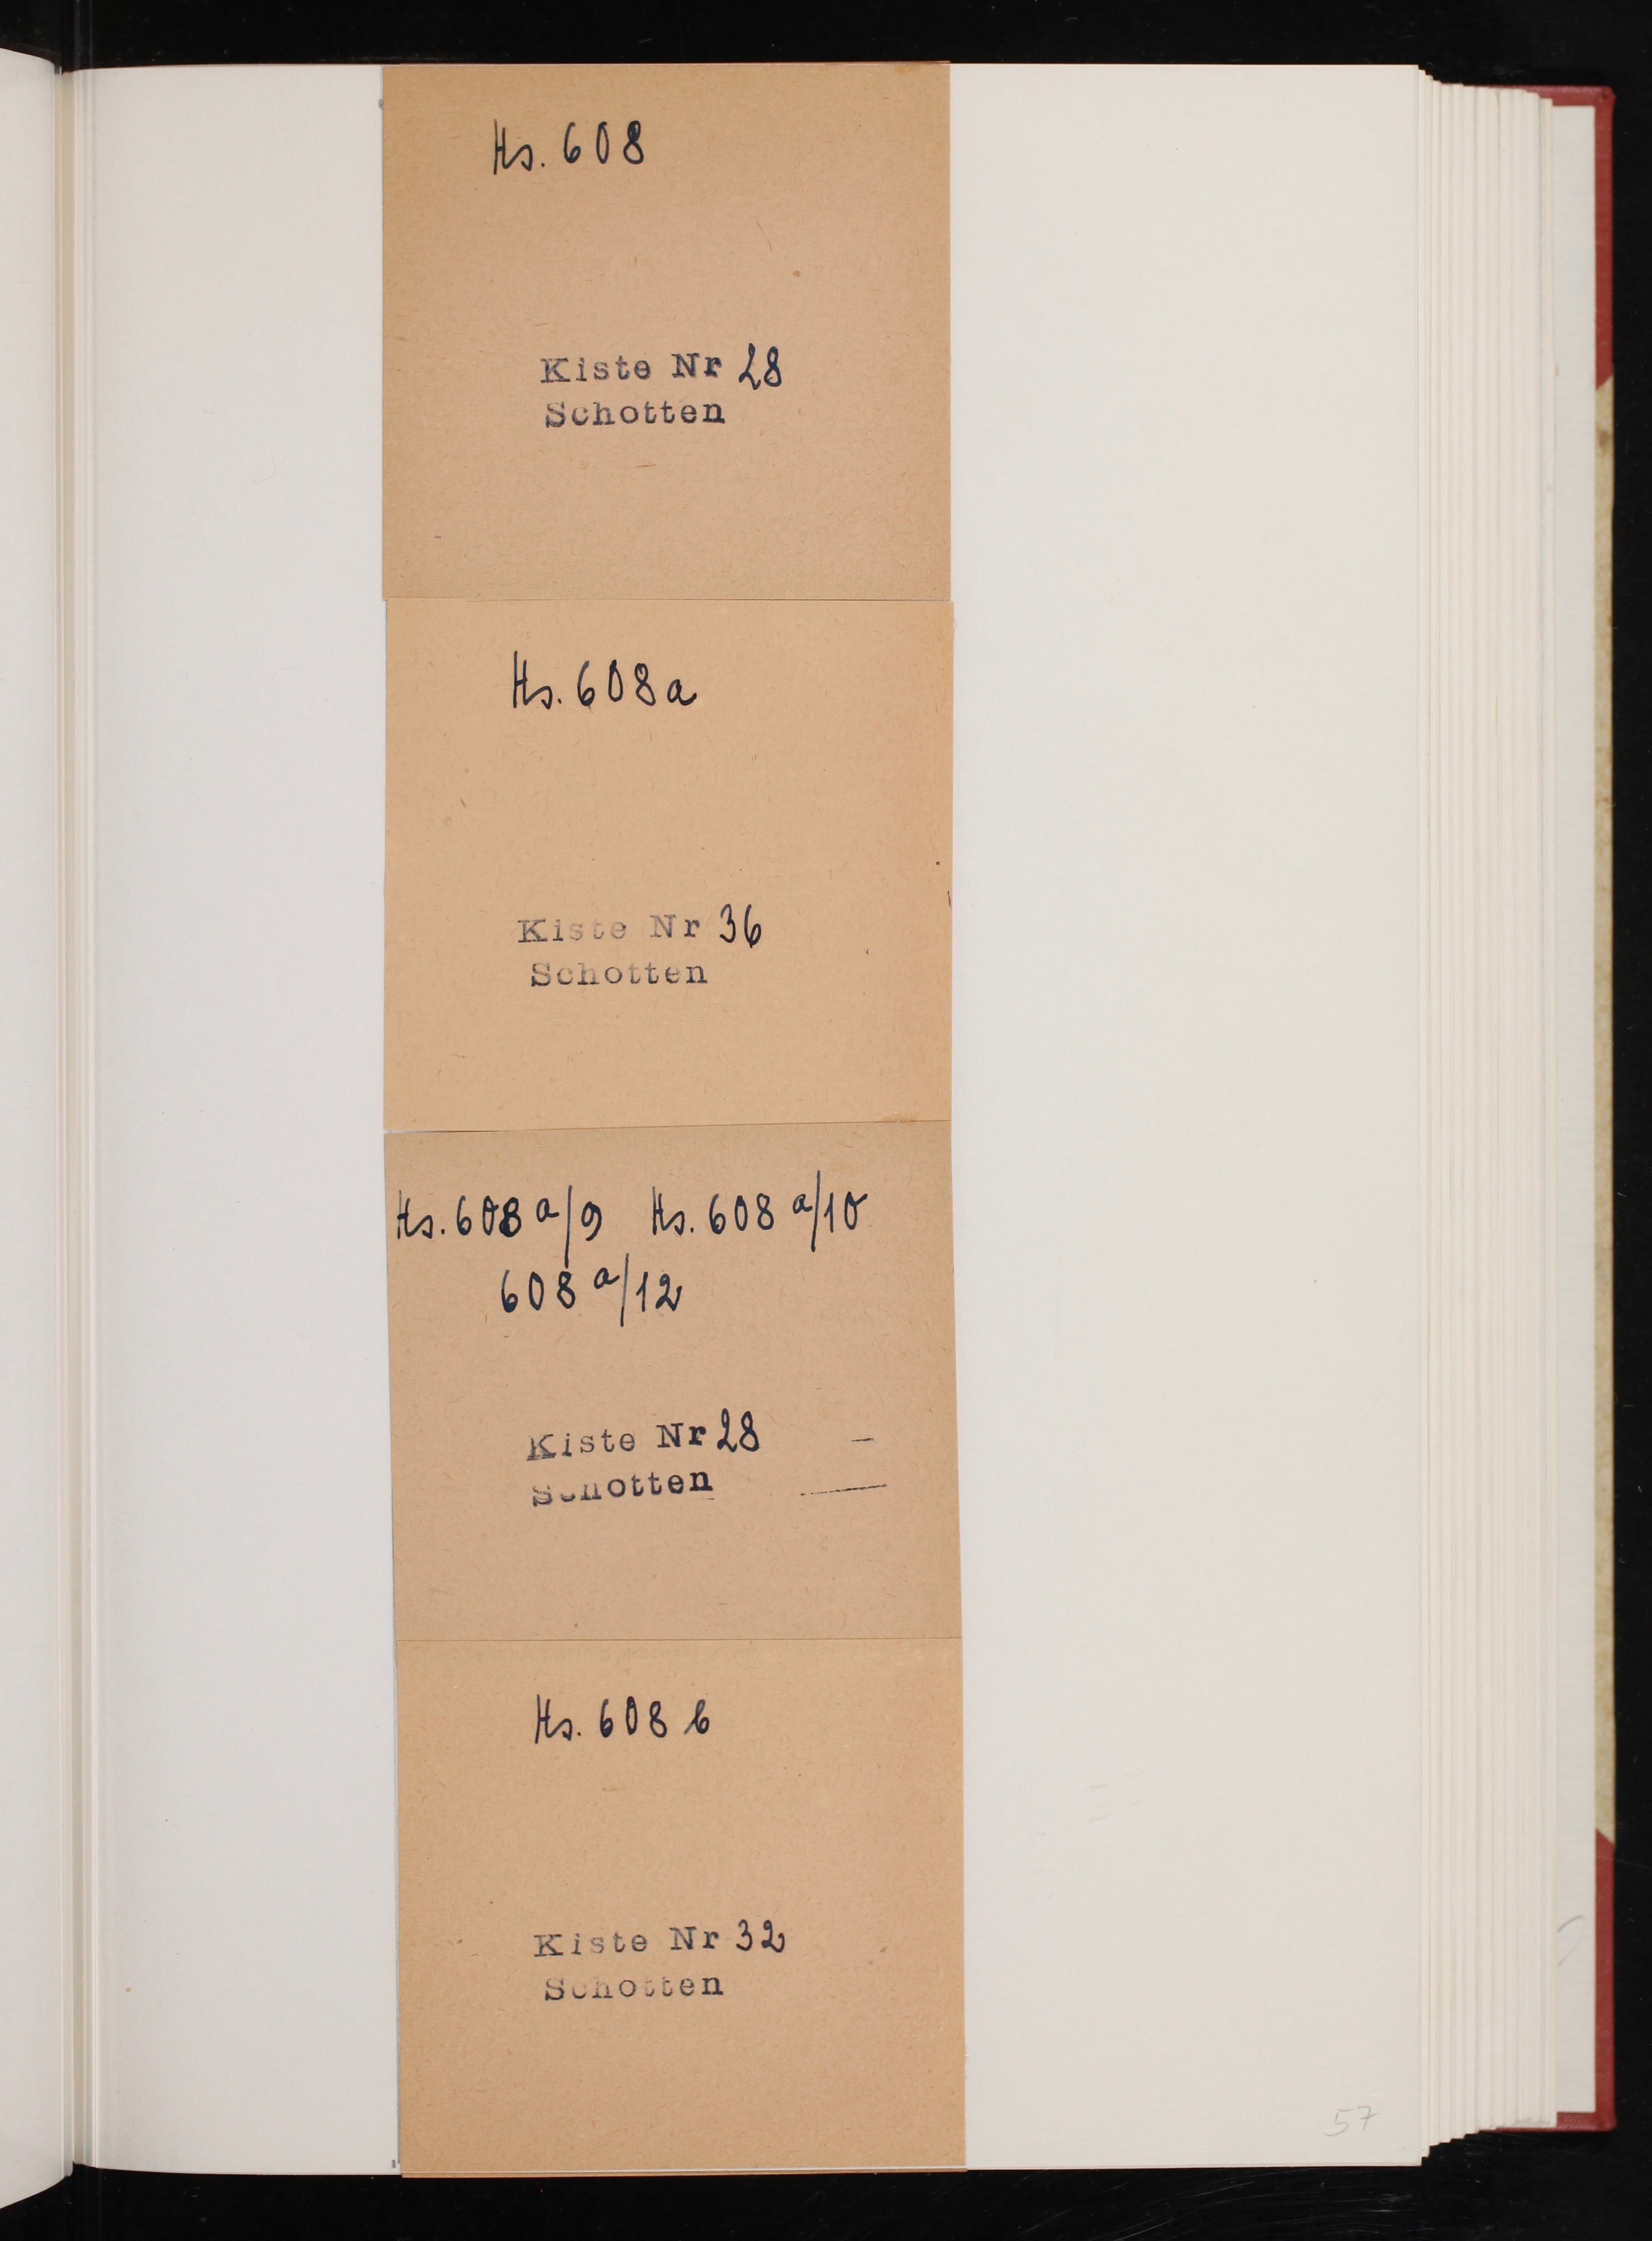 Hs. 608
Kiste Nr 28
Schotten
Hs. 608 a
Kiste Nr 36
Schotten
Hs. 608 a/9 Hs. 608 a/10
608 a/12
Kiste Nr 28
Schotten
Hs. 608 b
Kiste Nr 32
Schotten
57